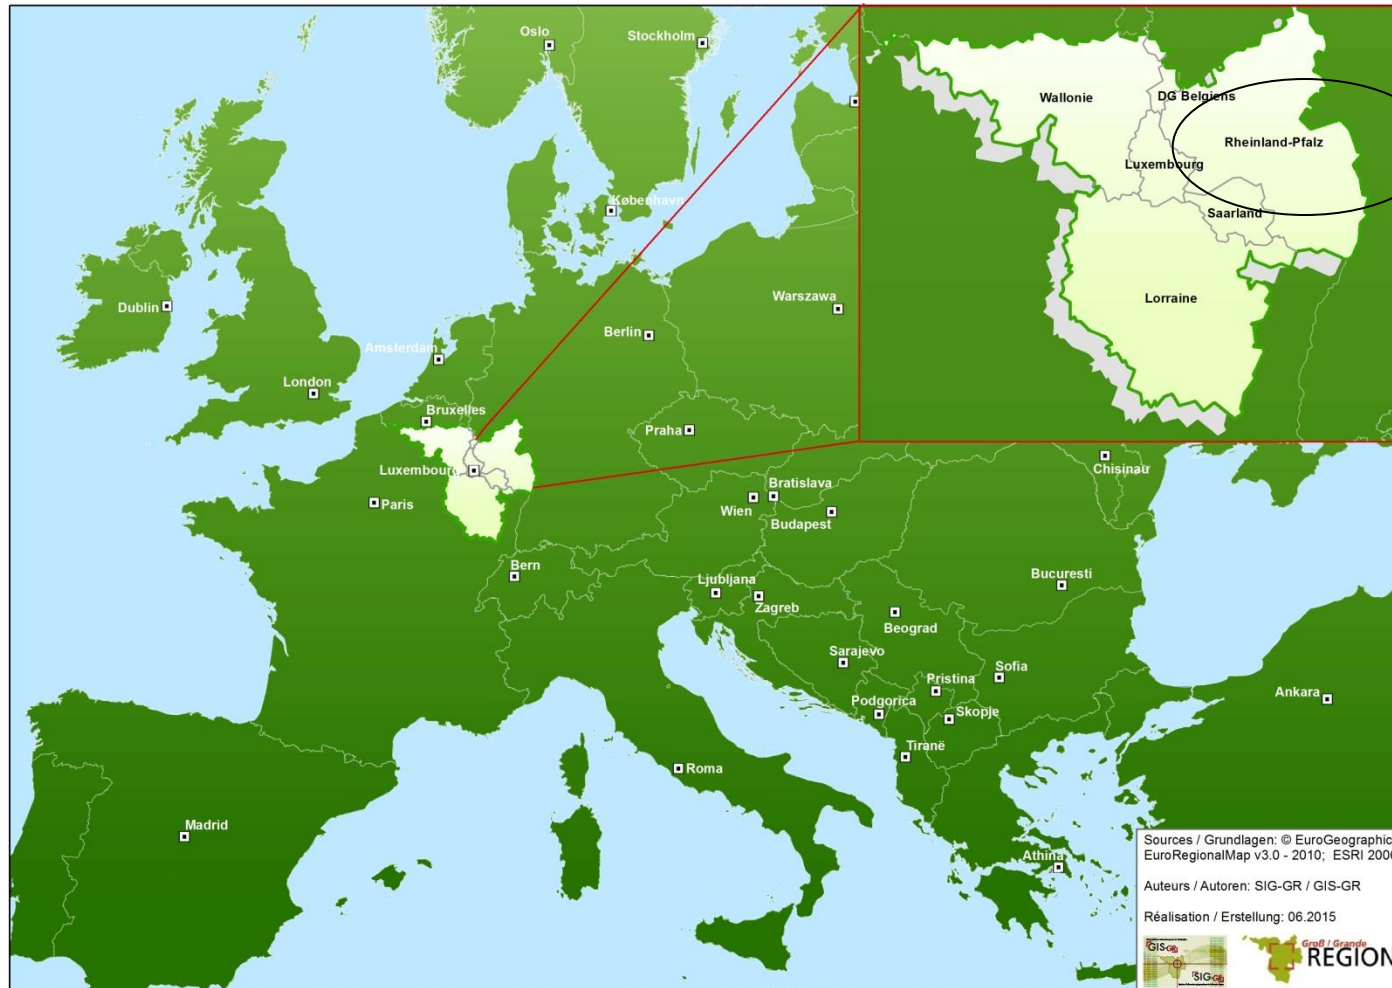 Oslo
Stockholm
København
Dublin
Amsterdam
London
Bruxelles
Berlin
Warszawa
Luxembourg
Praha
Paris
Wien
Bratislava
Budapest
Chisinau
Bern
Ljubljana
Zagreb
Bucuresti
Beograd
Sarajevo
Pristina
Sofia
Podgorica
Skopje
Ankara
Tiranë
Roma
Madrid
Athina
Wallonie
DG Belgiens
Rheinland-Pfalz
Luxembourg
Saarland
Lorraine
Sources / Grundlagen: © EuroGeographic
EuroRegionalMap v3.0 - 2010; ESRI 200
Auteurs / Autoren: SIG-GR / GIS-GR
Réalisation / Erstellung: 06.2015
GIS-GR
SIG-GR
Groß / Grande
REGION